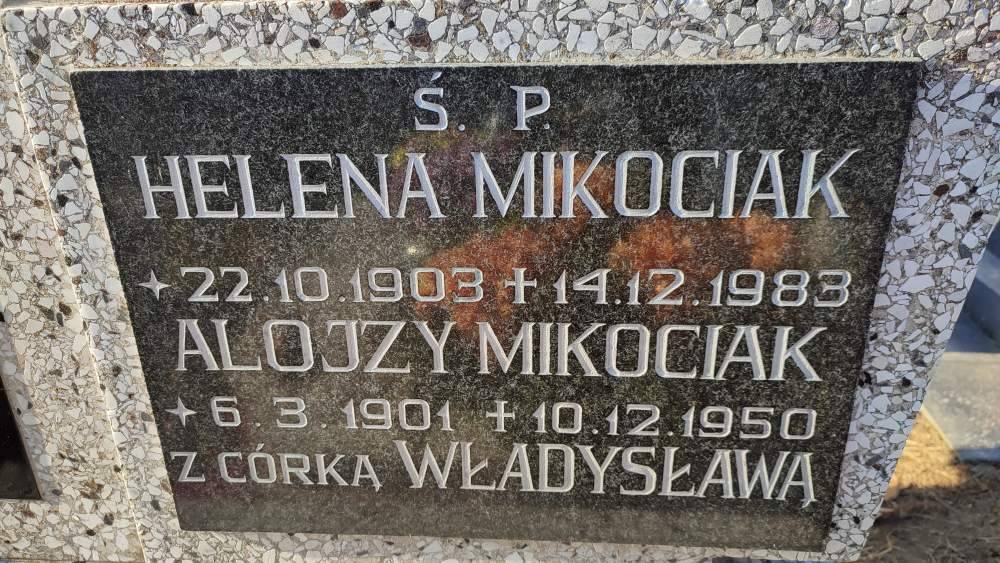 Ś. P.
HELENA MIKOCIAK
✦ 22.10.1903 ✝ 14.12.1983
ALOJZY MIKOCIAK
✦ 6.3.1901 ✝ 10.12.1950
Z CÓRKĄ WŁADYSŁAWĄ